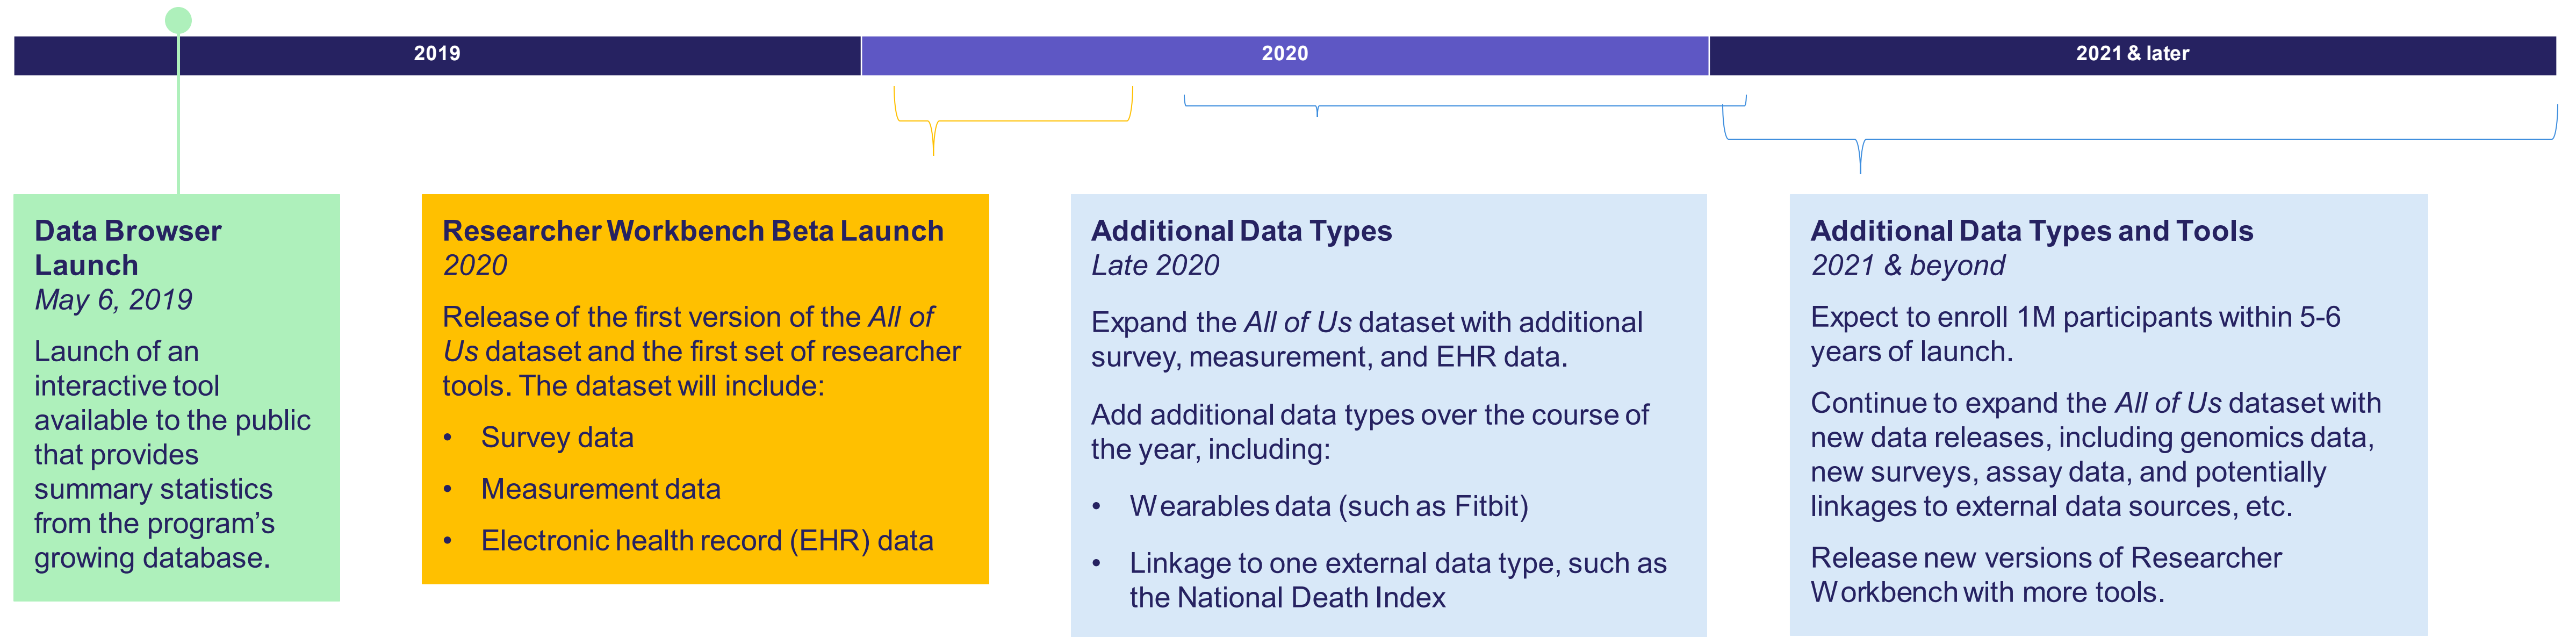 2019
2020
2021 & later
Data Browser
Launch
May 6, 2019
Launch of an
interactive tool
available to the public
that provides
summary statistics
from the program’s
growing database.
Researcher Workbench Beta Launch
2020
Release of the first version of the All of
Us dataset and the first set of researcher
tools. The dataset will include:
• Survey data
• Measurement data
• Electronic health record (EHR) data
Additional Data Types
Late 2020
Expand the All of Us dataset with additional
survey, measurement, and EHR data.
Add additional data types over the course of
the year, including:
• Wearables data (such as Fitbit)
• Linkage to one external data type, such as
the National Death Index
Additional Data Types and Tools
2021 & beyond
Expect to enroll 1M participants within 5-6
years of launch.
Continue to expand the All of Us dataset with
new data releases, including genomics data,
new surveys, assay data, and potentially
linkages to external data sources, etc.
Release new versions of Researcher
Workbench with more tools.